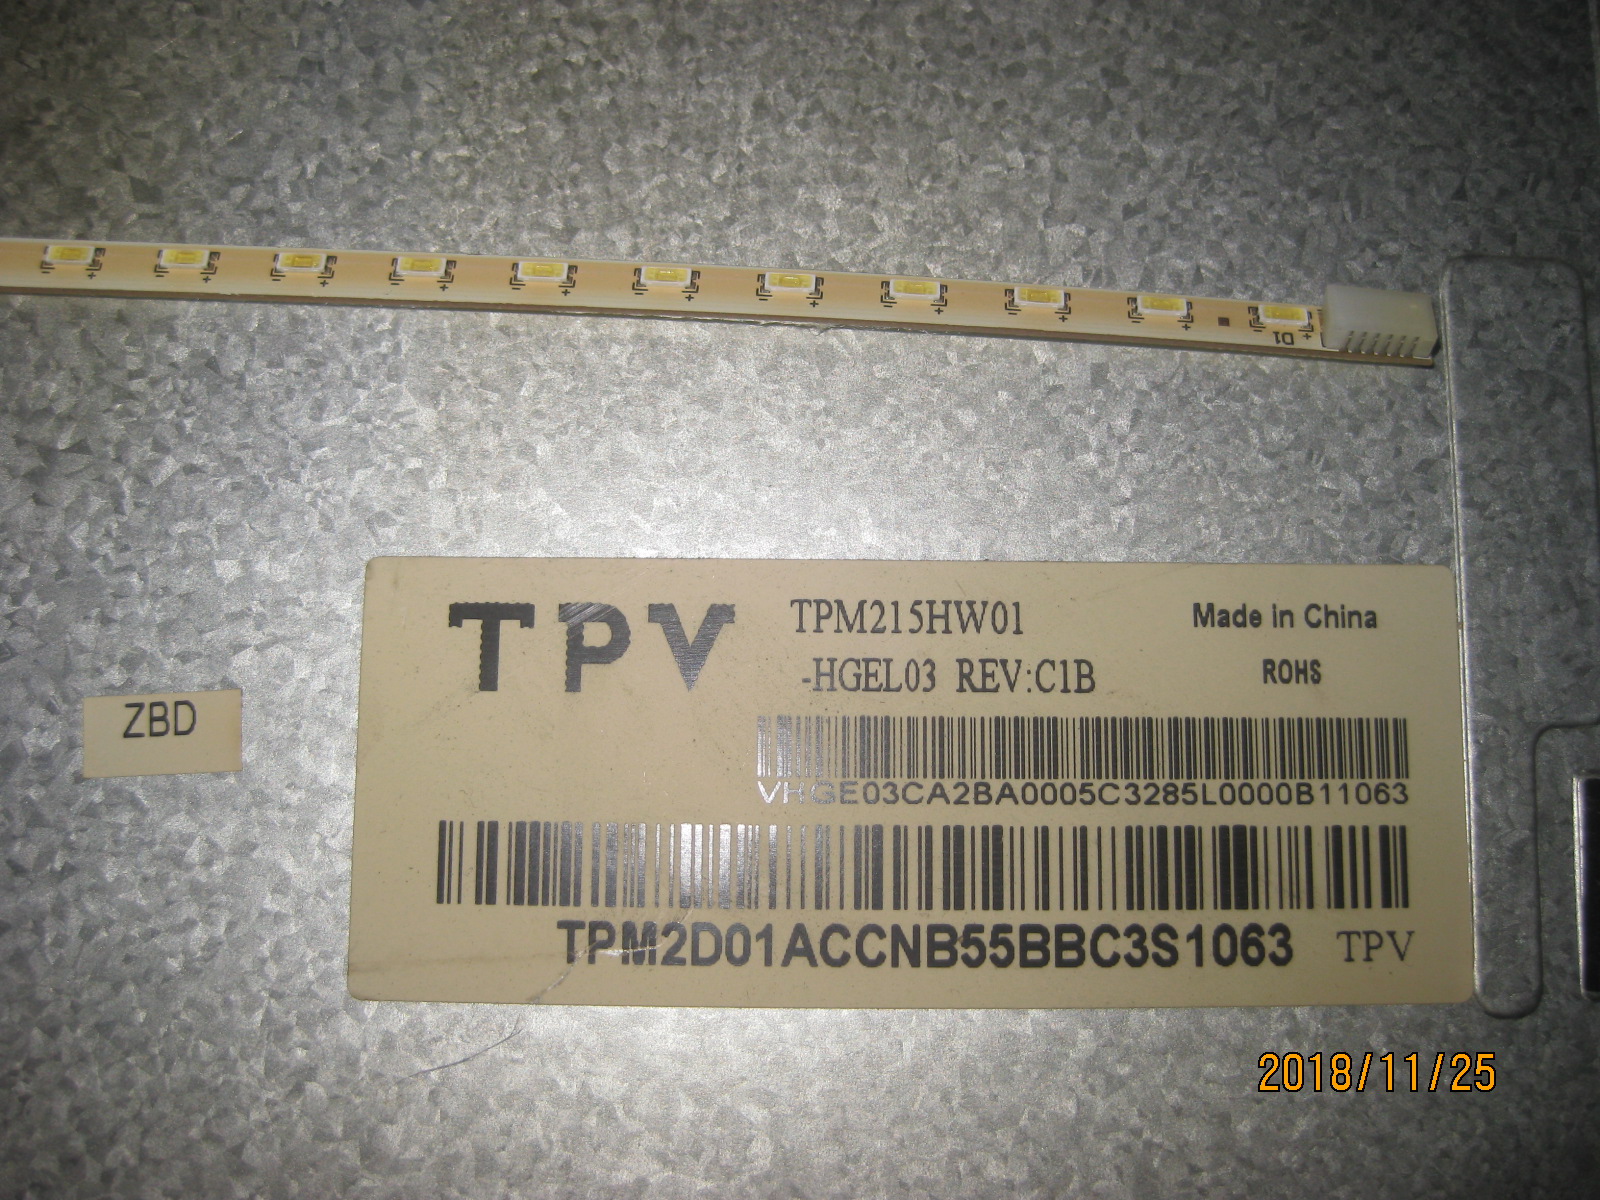 D1
TPV
TPM215HW01
-HGEL03 REV:C1B
Made in China
ROHS
ZBD
VHGE03CA2BA0005C3285L0000B11063
TPM2D01ACCNB55BBC3S1063 TPV
2018/11/25